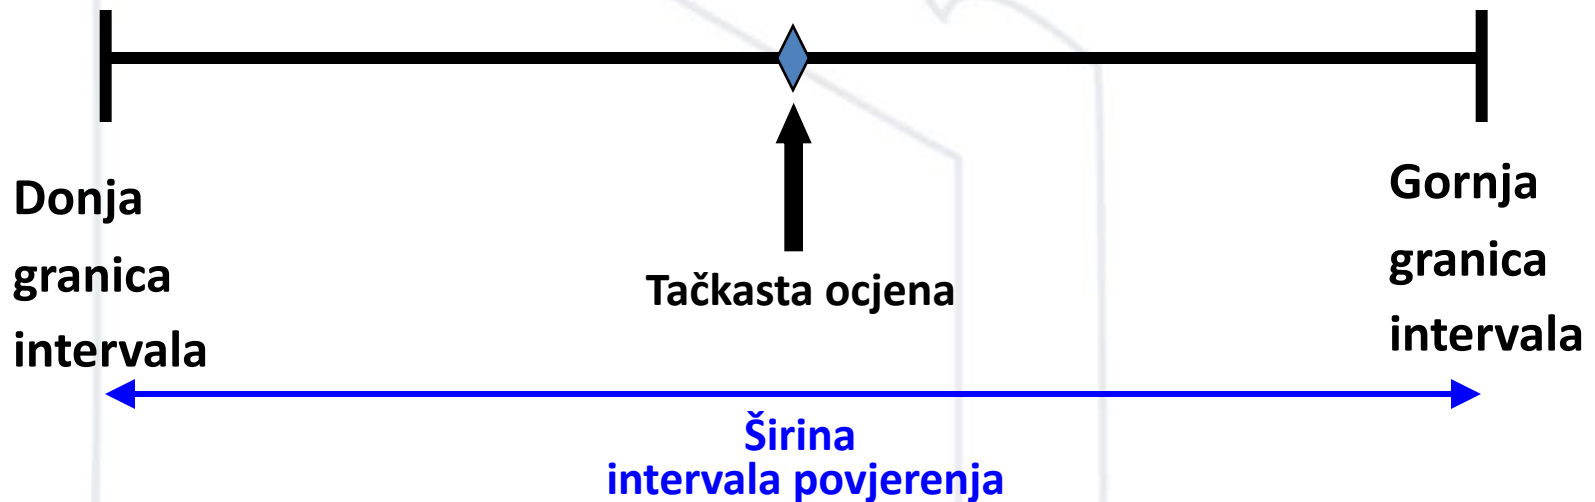 Donja
granica
intervala
Tačkasta ocjena
Gornja
granica
intervala
Širina
intervala povjerenja